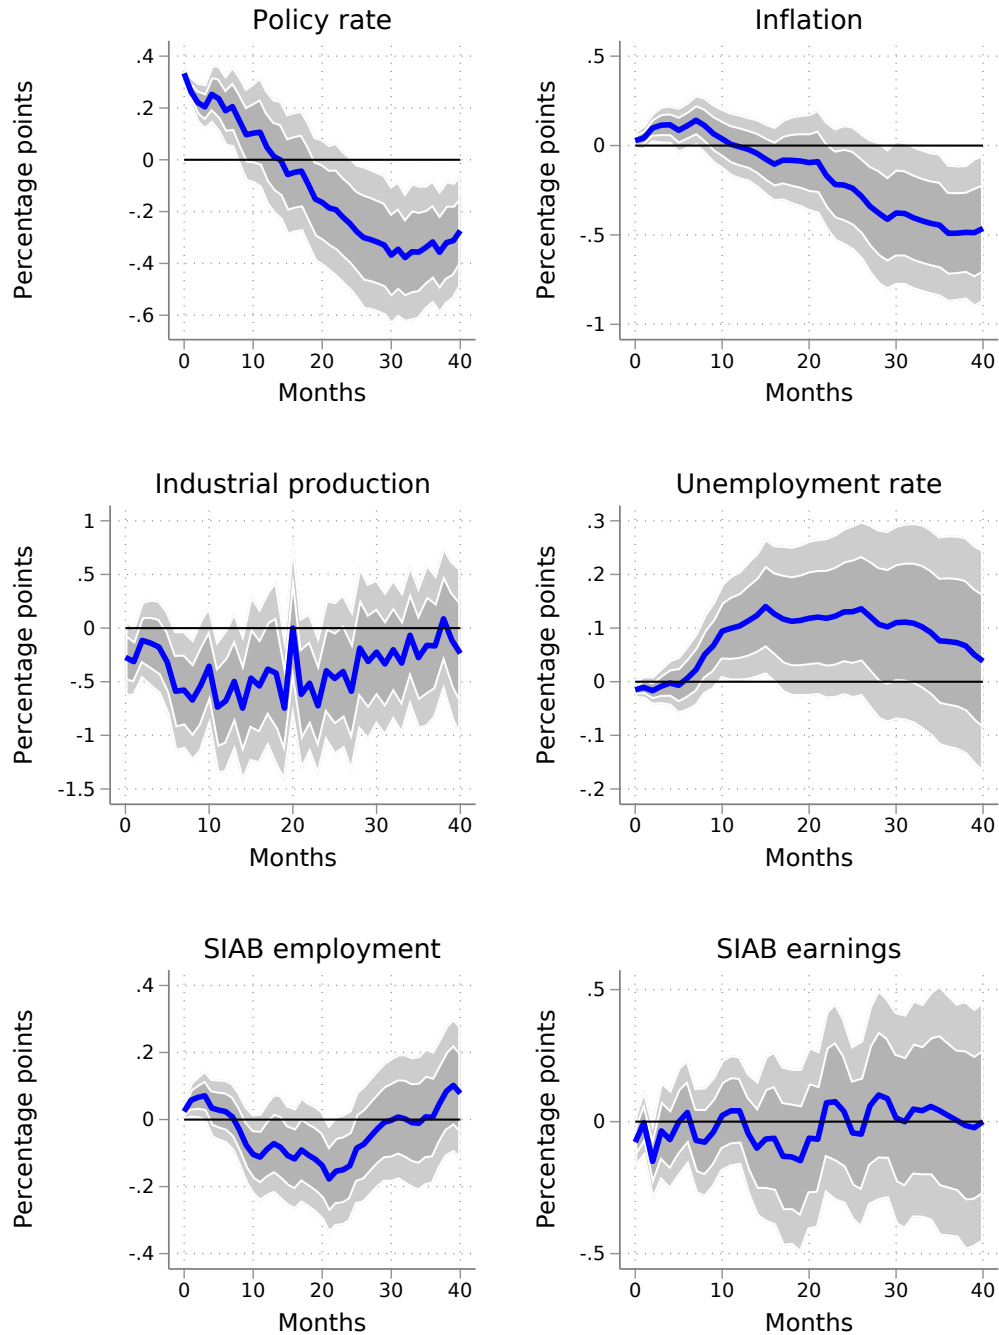 Policy rate
Percentage points
.4
.2
0
-.2
-.4
-.6
0 10 20 30 40
Months
Inflation
Percentage points
.5
0
-.5
-1
0 10 20 30 40
Months
Industrial production
Percentage points
1
.5
0
-.5
-1
-1.5
0 10 20 30 40
Months
Unemployment rate
Percentage points
.3
.2
.1
0
-.1
-.2
0 10 20 30 40
Months
SIAB employment
Percentage points
.4
.2
0
-.2
-.4
0 10 20 30 40
Months
SIAB earnings
Percentage points
.5
0
-.5
0 10 20 30 40
Months